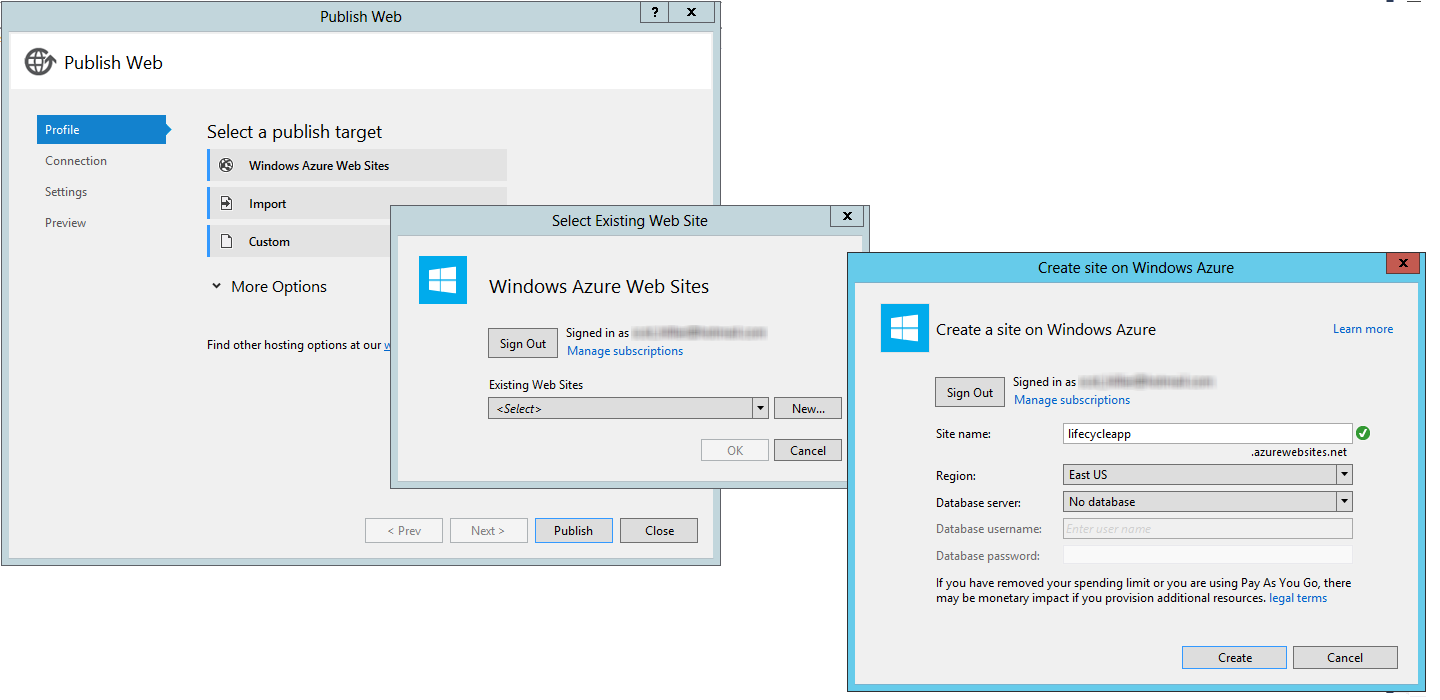 Publish Web
?
x
Publish Web
Profile
Connection
Settings
Preview
Select a publish target
Windows Azure Web Sites
Import
Custom
More Options
Find other hosting options at our
< Prev
Next >
Publish
Close
Select Existing Web Site
x
Windows Azure Web Sites
Sign Out
Signed in as
Manage subscriptions
Existing Web Sites
<Select>
New...
OK
Cancel
Create site on Windows Azure
x
Create a site on Windows Azure
Learn more
Sign Out
Signed in as
Manage subscriptions
Site name:
lifecycleapp
.azurewebsites.net
Region:
East US
Database server:
No database
Database username:
Enter user name
Database password:
If you have removed your spending limit or you are using Pay As You Go, there
may be monetary impact if you provision additional resources. legal terms
Create
Cancel